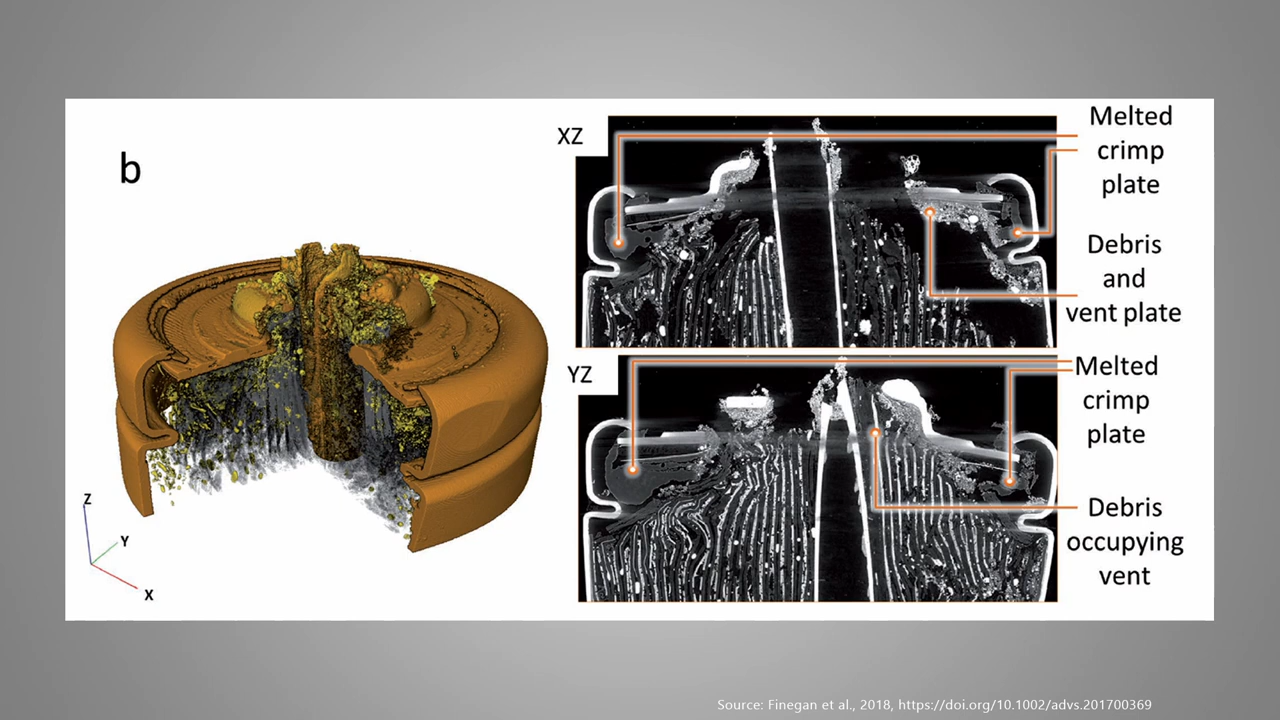 b
Z
Y
X
XZ
Melted
crimp
plate
Debris
and
vent plate
YZ
Melted
crimp
plate
Debris
occupying
vent
Source: Finegan et al., 2018, https://doi.org/10.1002/advs.201700369